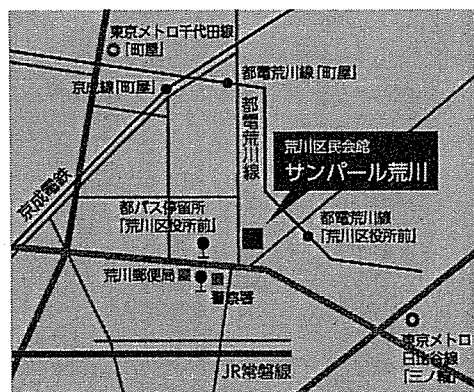 東京メトロ千代田線
「町屋」
京成線「町屋」
都電荒川線「町屋」
都電荒川線
荒川区民会館
サンパール荒川
京成電鉄
都バス停留所
「荒川区役所前」
都電荒川線
「荒川区役所前」
荒川郵便局
警察署
東京メトロ
日比谷線
「三ノ輪」
JR常磐線